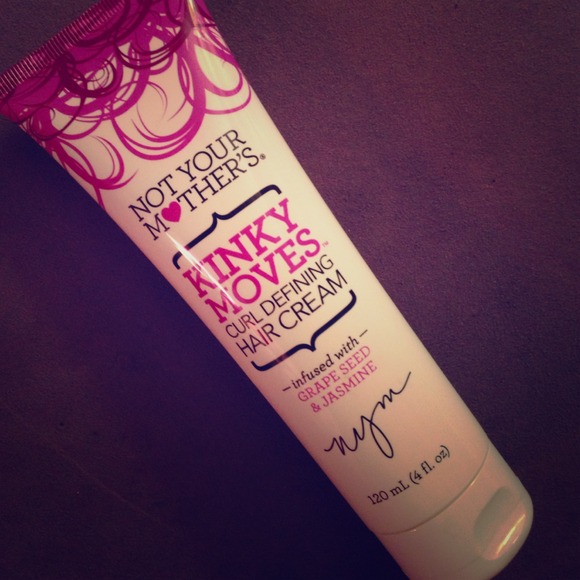 NOT YOUR
MOTHER'S®
KINKY
MOVES™
CURL DEFINING
HAIR CREAM
— infused with —
GRAPE SEED
& JASMINE
nym
120 mL (4 fl. oz)